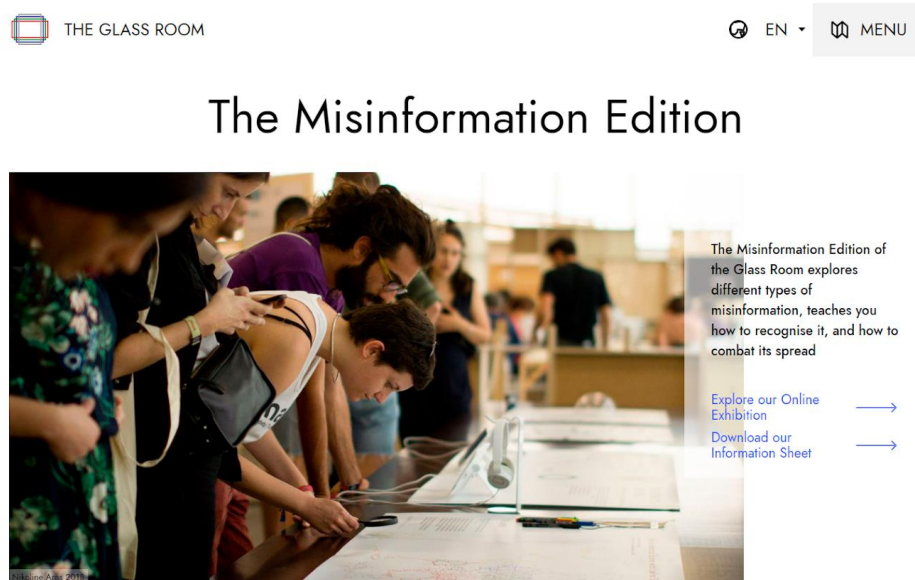 THE GLASS ROOM
EN
MENU
The Misinformation Edition
The Misinformation Edition of
the Glass Room explores
different types of
misinformation, teaches you
how to recognise it, and how to
combat its spread
Explore our Online
Exhibition
Download our
Information Sheet